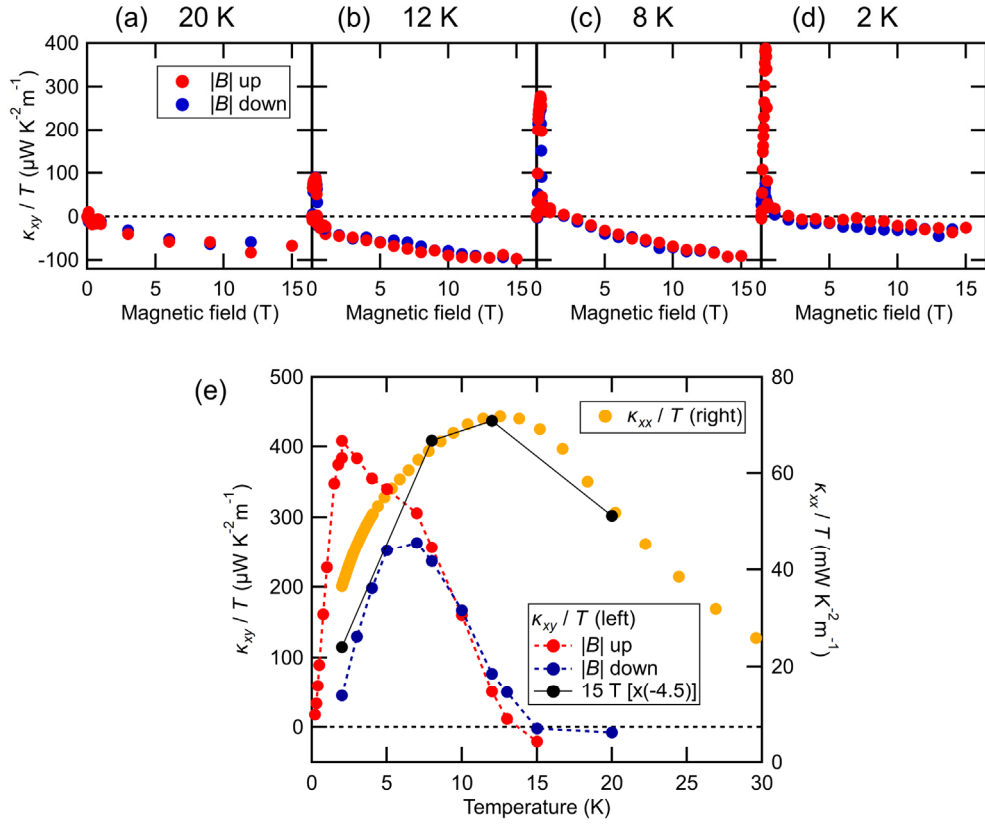 (a) 20 K (b) 12 K (c) 8 K (d) 2 K
κxy / T (μW K⁻² m⁻¹)
400
300
200
100
0
-100
|B| up
|B| down
0 5 10 15 0 5 10 15 0 5 10 15 0 5 10 15
Magnetic field (T) Magnetic field (T) Magnetic field (T) Magnetic field (T)
(e)
κxy / T (μW K⁻² m⁻¹)
500
400
300
200
100
0
κxx / T (right)
κxy / T (left)
|B| up
|B| down
15 T [x(-4.5)]
80
60
40
20
0
κxx / T (mW K⁻² m⁻¹)
0 5 10 15 20 25 30
Temperature (K)